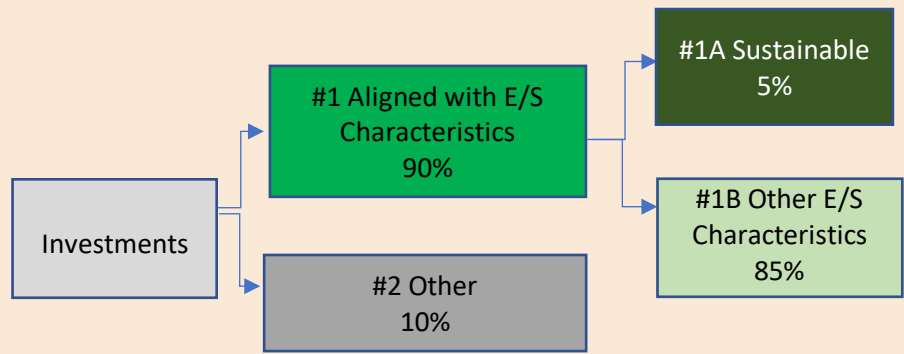 Investments
#1 Aligned with E/S
Characteristics
90%
#2 Other
10%
#1A Sustainable
5%
#1B Other E/S
Characteristics
85%